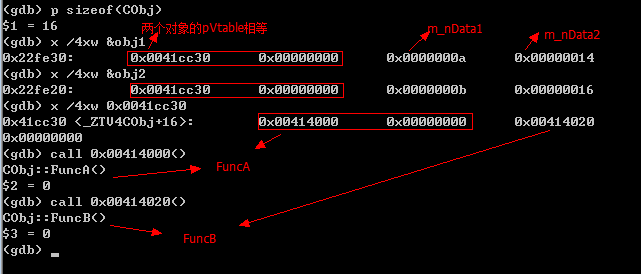 (gdb) p sizeof(CObj)
$1 = 16
两个对象的pVtable相等
m_nData1
m_nData2
(gdb) x /4xw &obj1
0x22fe30: 0x0041cc30 0x00000000 0x0000000a 0x00000014
(gdb) x /4xw &obj2
0x22fe20: 0x0041cc30 0x00000000 0x0000000b 0x00000016
(gdb) x /4xw 0x0041cc30
0x41cc30 <_ZTV4CObj+16>: 0x00414000 0x00000000 0x00414020
0x00000000
(gdb) call 0x00414000()
CObj::FuncA()
FuncA
$2 = 0
(gdb) call 0x00414020()
CObj::FuncB()
FuncB
$3 = 0
(gdb)